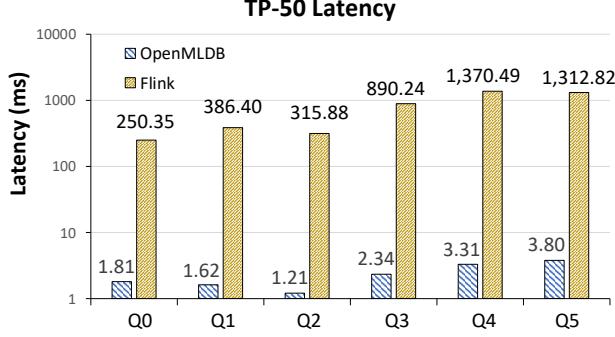 TP-50 Latency
Latency (ms)
10000
1000
100
10
1
OpenMLDB
Flink
250.35
386.40
315.88
890.24
1,370.49
1,312.82
1.81
1.62
1.21
2.34
3.31
3.80
Q0
Q1
Q2
Q3
Q4
Q5